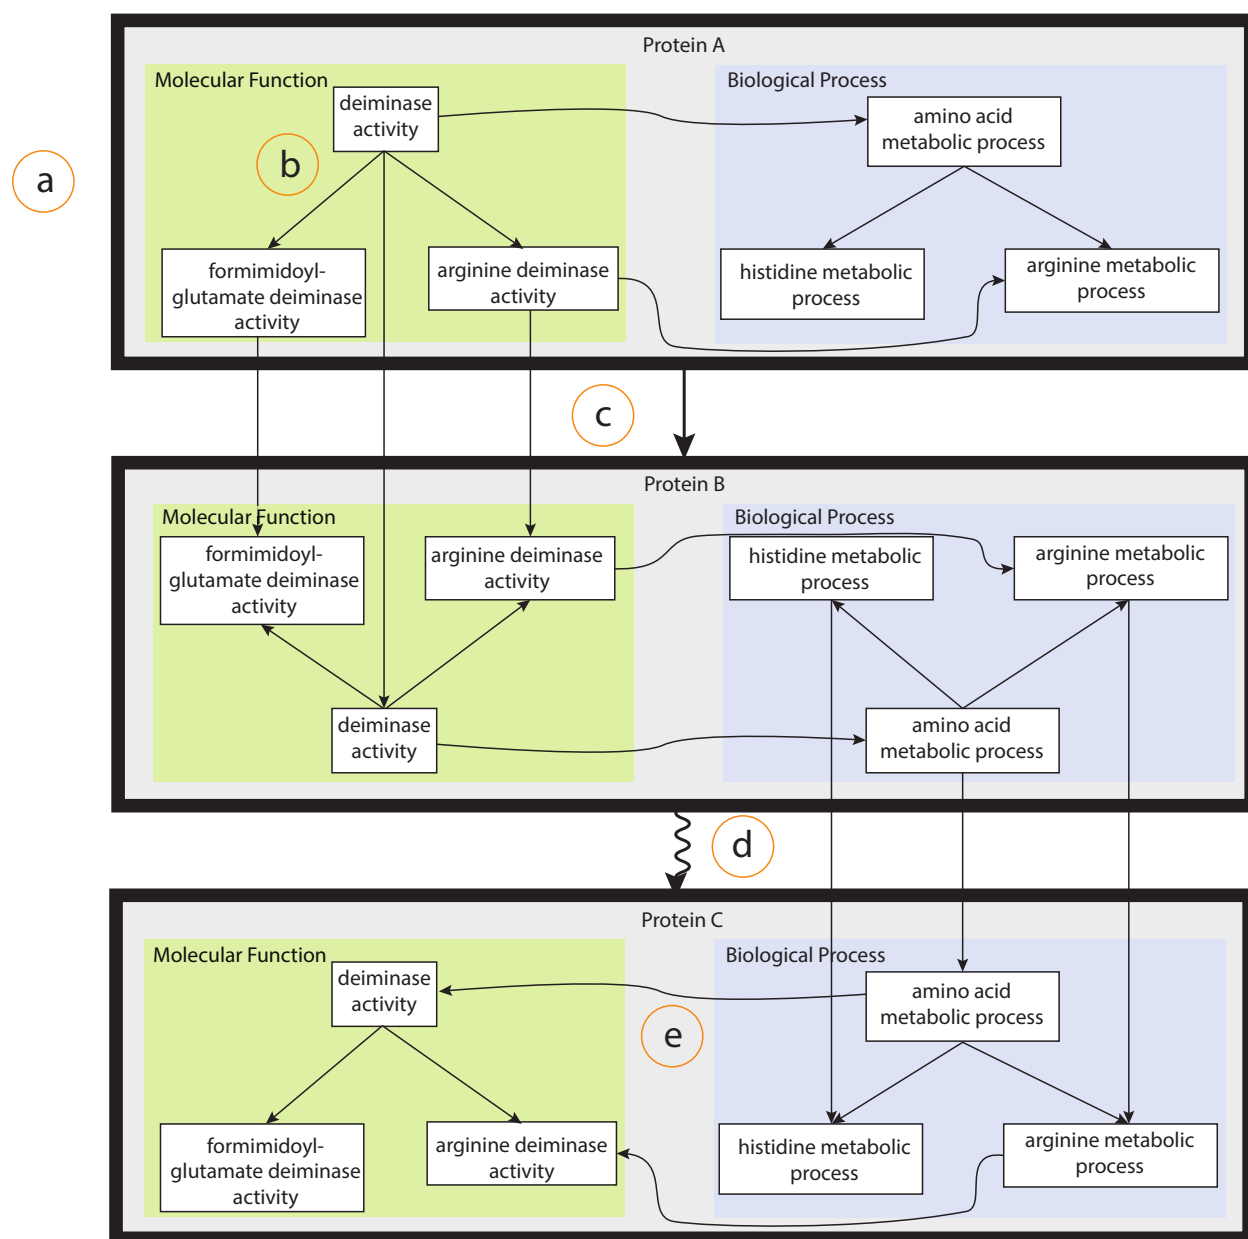 Protein A
Molecular Function
Biological Process
deiminase
activity
amino acid
metabolic process
a
b
formimidoyl-
glutamate deiminase
activity
arginine deiminase
activity
histidine metabolic
process
arginine metabolic
process
c
Protein B
Molecular Function
Biological Process
formimidoyl-
glutamate deiminase
activity
arginine deiminase
activity
histidine metabolic
process
arginine metabolic
process
deiminase
activity
amino acid
metabolic process
d
Protein C
Molecular Function
Biological Process
deiminase
activity
amino acid
metabolic process
e
formimidoyl-
glutamate deiminase
activity
arginine deiminase
activity
histidine metabolic
process
arginine metabolic
process